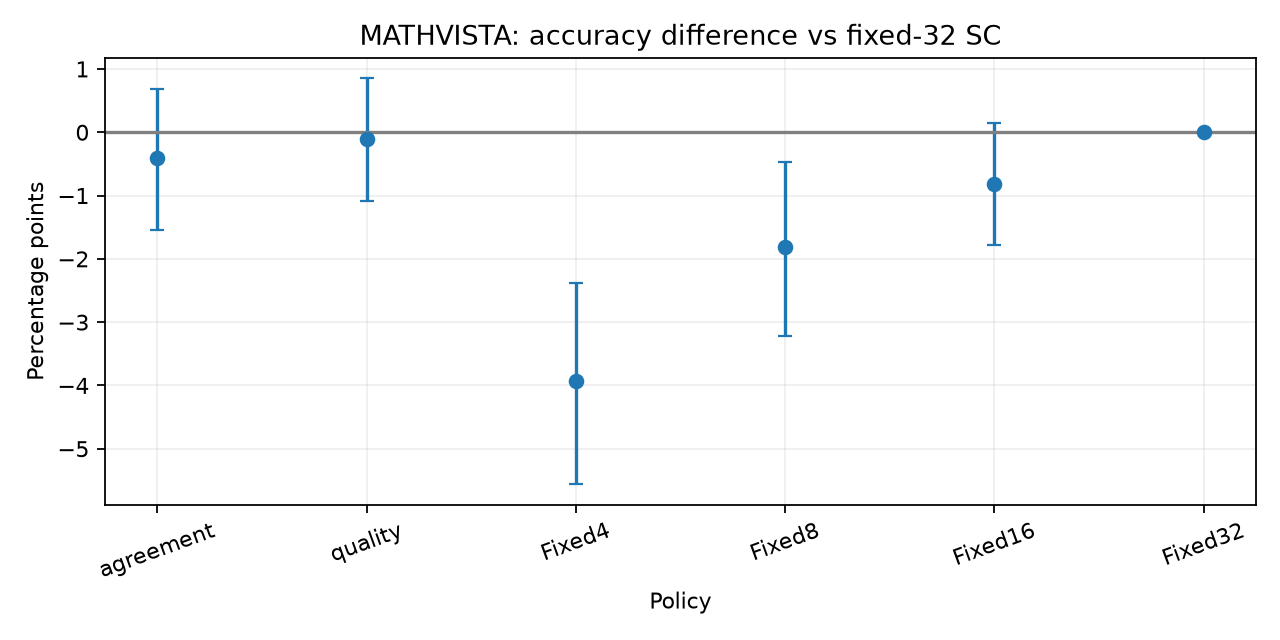 MATHVISTA: accuracy difference vs fixed-32 SC
Percentage points
1
0
−1
−2
−3
−4
−5
agreement quality Fixed4 Fixed8 Fixed16 Fixed32
Policy